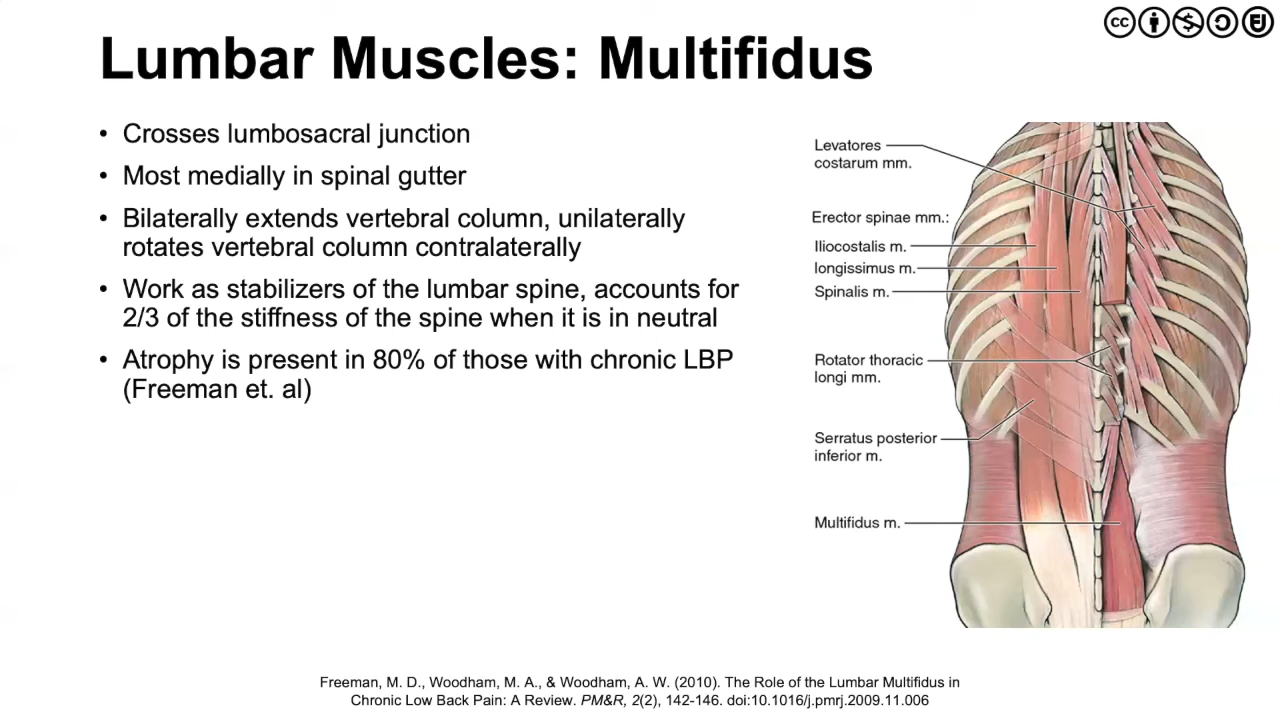 cc
Lumbar Muscles: Multifidus
• Crosses lumbosacral junction
• Most medially in spinal gutter
• Bilaterally extends vertebral column, unilaterally
rotates vertebral column contralaterally
• Work as stabilizers of the lumbar spine, accounts for
2/3 of the stiffness of the spine when it is in neutral
• Atrophy is present in 80% of those with chronic LBP
(Freeman et. al)
Levatores
costarum mm.
Erector spinae mm.:
Iliocostalis m.
longissimus m.
Spinalis m.
Rotator thoracic
longi mm.
Serratus posterior
inferior m.
Multifidus m.
Freeman, M. D., Woodham, M. A., & Woodham, A. W. (2010). The Role of the Lumbar Multifidus in
Chronic Low Back Pain: A Review. PM&R, 2(2), 142-146. doi:10.1016/j.pmrj.2009.11.006